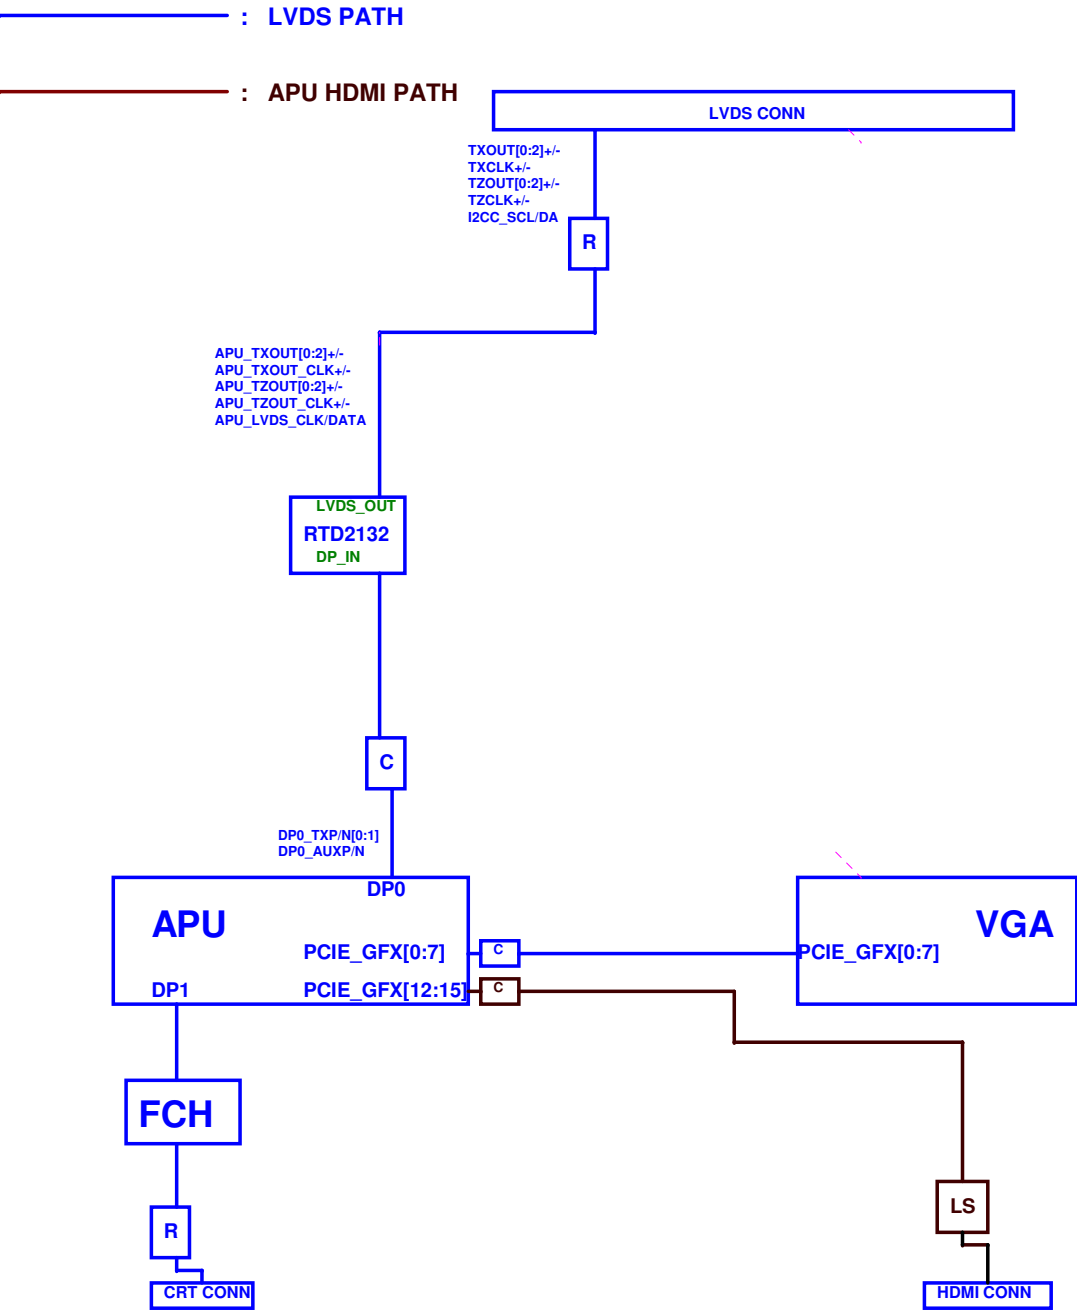 : LVDS PATH
: APU HDMI PATH
LVDS CONN
TXOUT[0:2]+/-
TXCLK+/-
TZOUT[0:2]+/-
TZCLK+/-
I2CC_SCL/DA
R
APU_TXOUT[0:2]+/-
APU_TXOUT_CLK+/-
APU_TZOUT[0:2]+/-
APU_TZOUT_CLK+/-
APU_LVDS_CLK/DATA
LVDS_OUT
RTD2132
DP_IN
C
DP0_TXP/N[0:1]
DP0_AUXP/N
DP0
APU
VGA
PCIE_GFX[0:7]
C
PCIE_GFX[0:7]
DP1
PCIE_GFX[12:15]
C
FCH
LS
R
CRT CONN
HDMI CONN